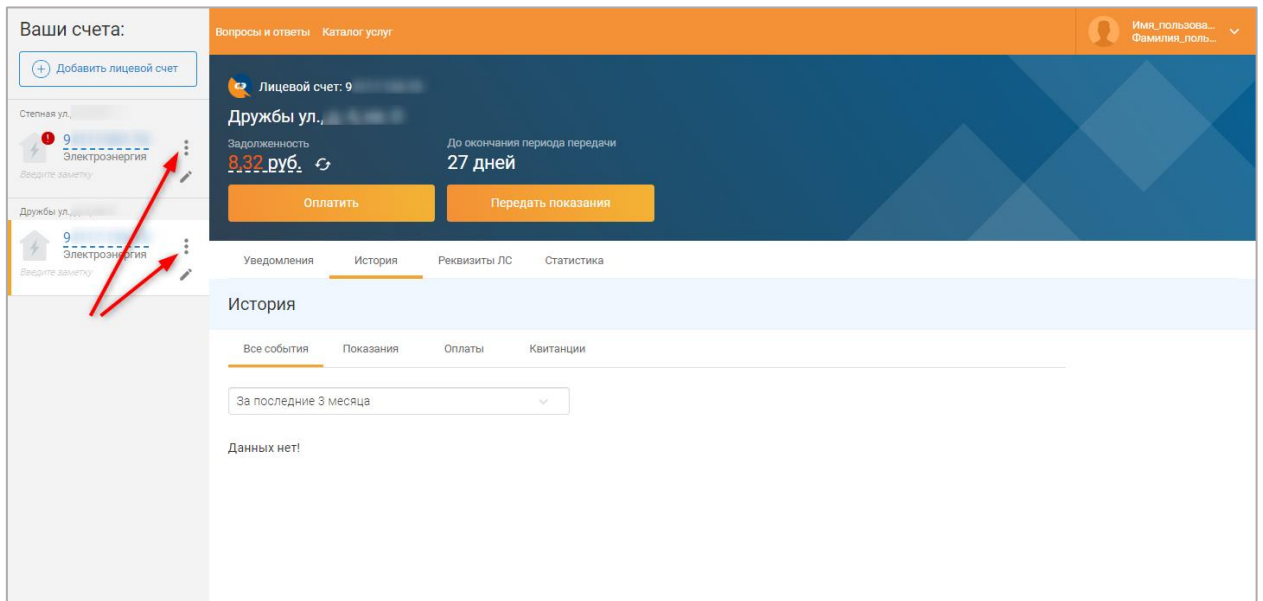 Ваши счета:
Добавить лицевой счет
Степная ул.,
9
Электроэнергия
Введите заметку
Дружбы ул.,
9
Электроэнергия
Введите заметку
Вопросы и ответы Каталог услуг
Имя_пользова...
Фамилия_поль...
Лицевой счет: 9
Дружбы ул.,
Задолженность
До окончания периода передачи
8,32 руб.
27 дней
Оплатить
Передать показания
Уведомления История Реквизиты ЛС Статистика
История
Все события Показания Оплаты Квитанции
За последние 3 месяца
Данных нет!